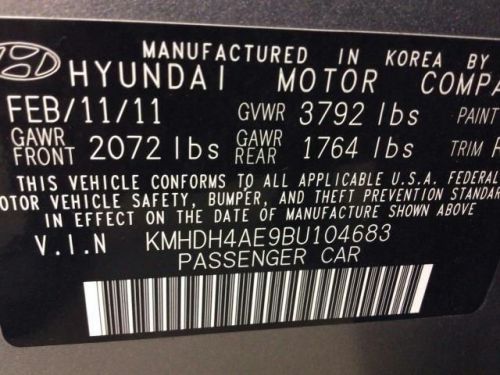 MANUFACTURED IN KOREA BY
HYUNDAI MOTOR
FEB/11/11 GVWR 3792 lbs PAINT
GAWR FRONT 2072 lbs GAWR REAR 1764 lbs TRIM
THIS VEHICLE CONFORMS TO ALL APPLICABLE U.S.A. FEDERAL
VEHICLE SAFETY, BUMPER, AND THEFT PREVENTION
IN EFFECT ON THE DATE OF MANUFACTURE SHOWN ABOVE
V.I.N KMHDH4AE9BU104683
PASSENGER CAR